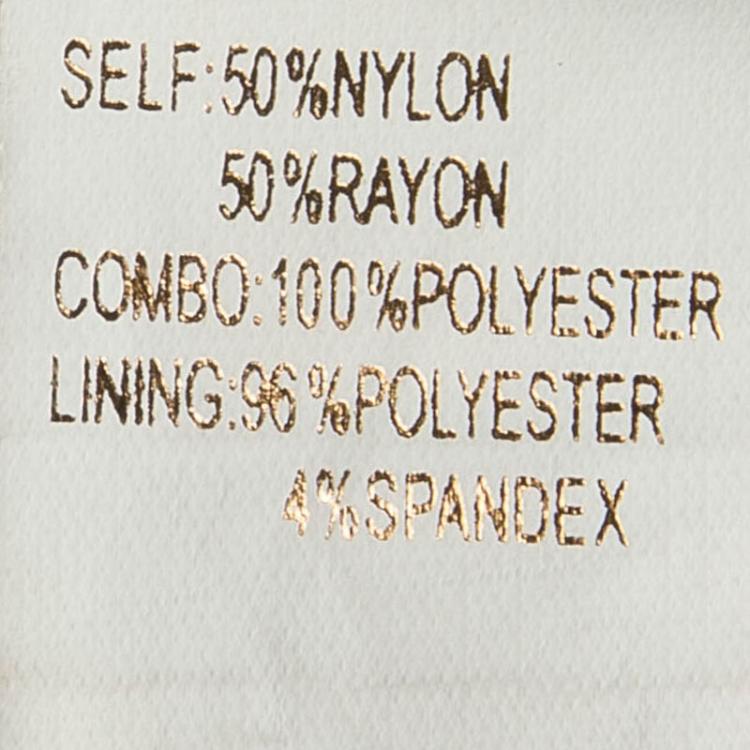 SELF:50%NYLON
50%RAYON
COMBO:100%POLYESTER
LINING:96%POLYESTER
4%SPANDEX